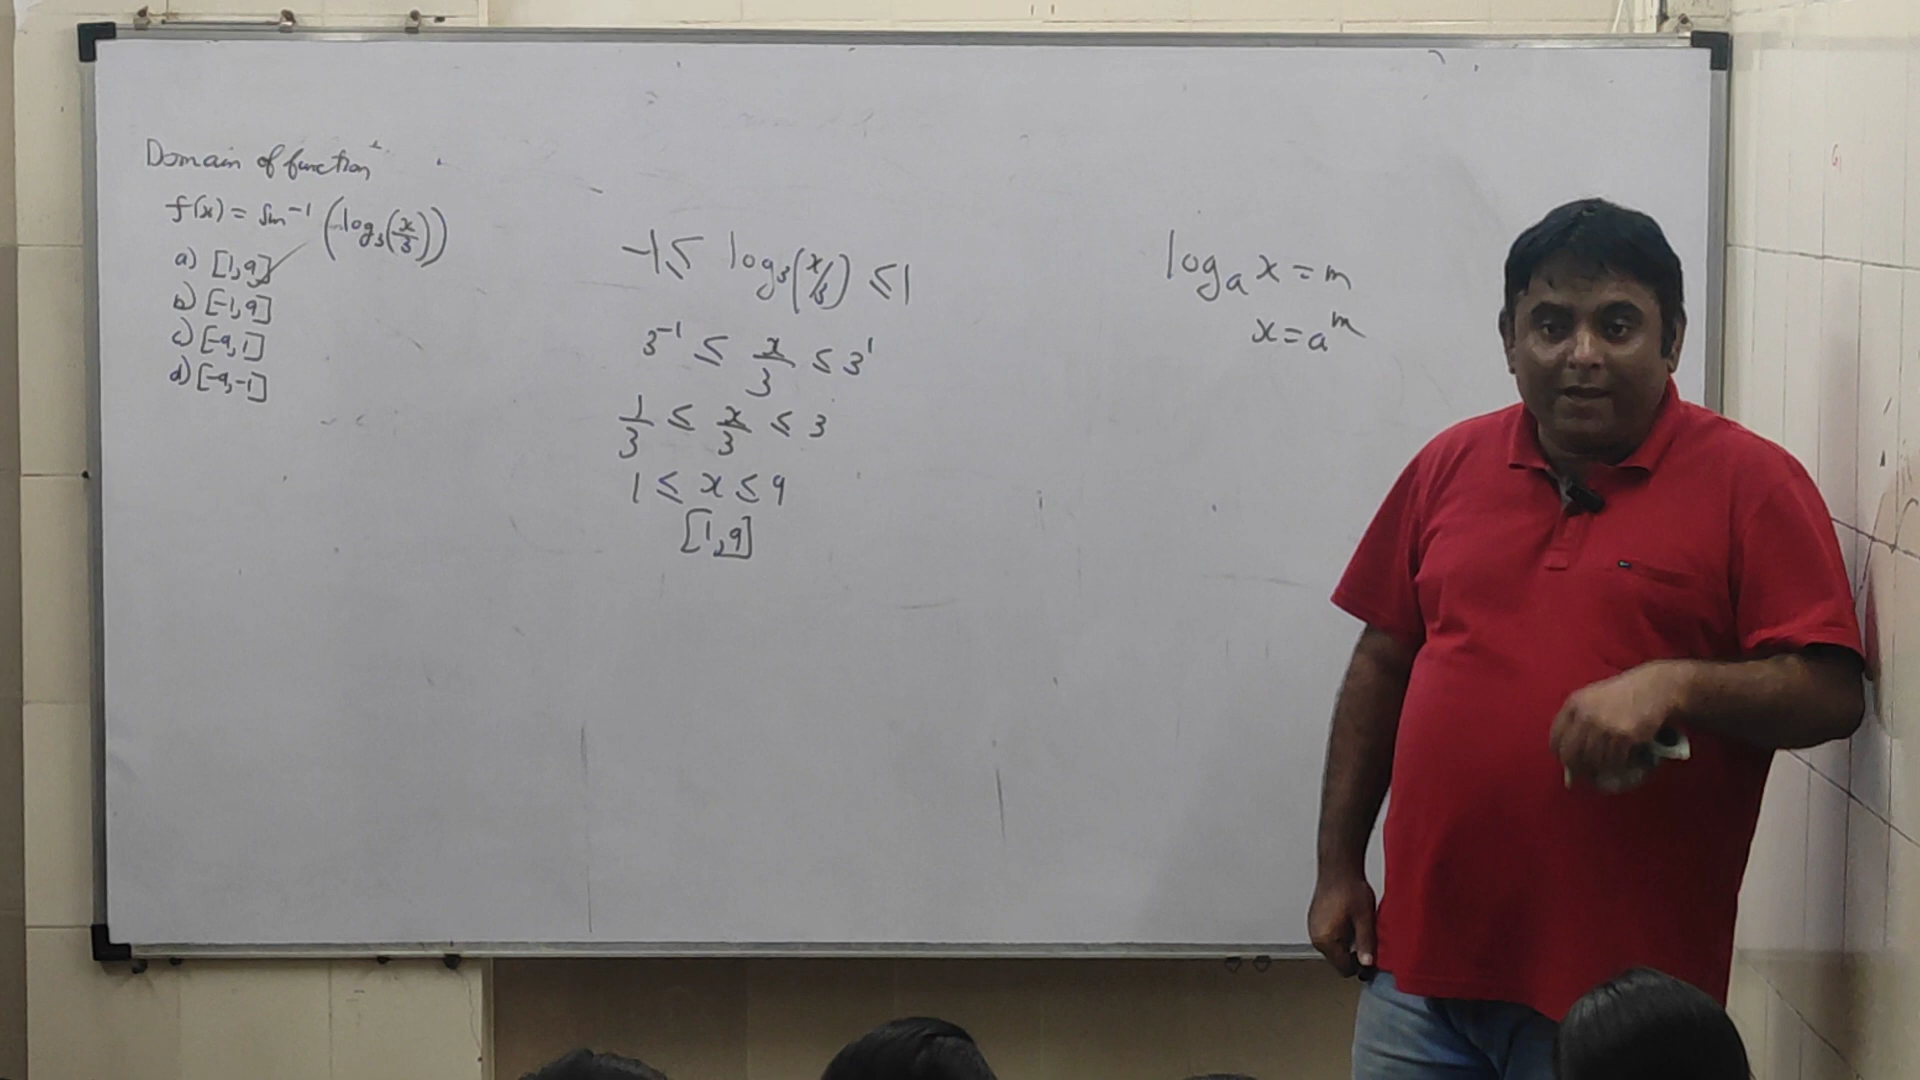 Domain of function
f(x) = Sin⁻¹ (log₃(x/3))
a) [1,9]
b) [-1,9]
c) [-9,1]
d) [-9,-1]
-1 ≤ log₃(x/3) ≤ 1
3⁻¹ ≤ x/3 ≤ 3¹
1/3 ≤ x/3 ≤ 3
1 ≤ x ≤ 9
[1,9]
logₐ x = m
x = aᵐ